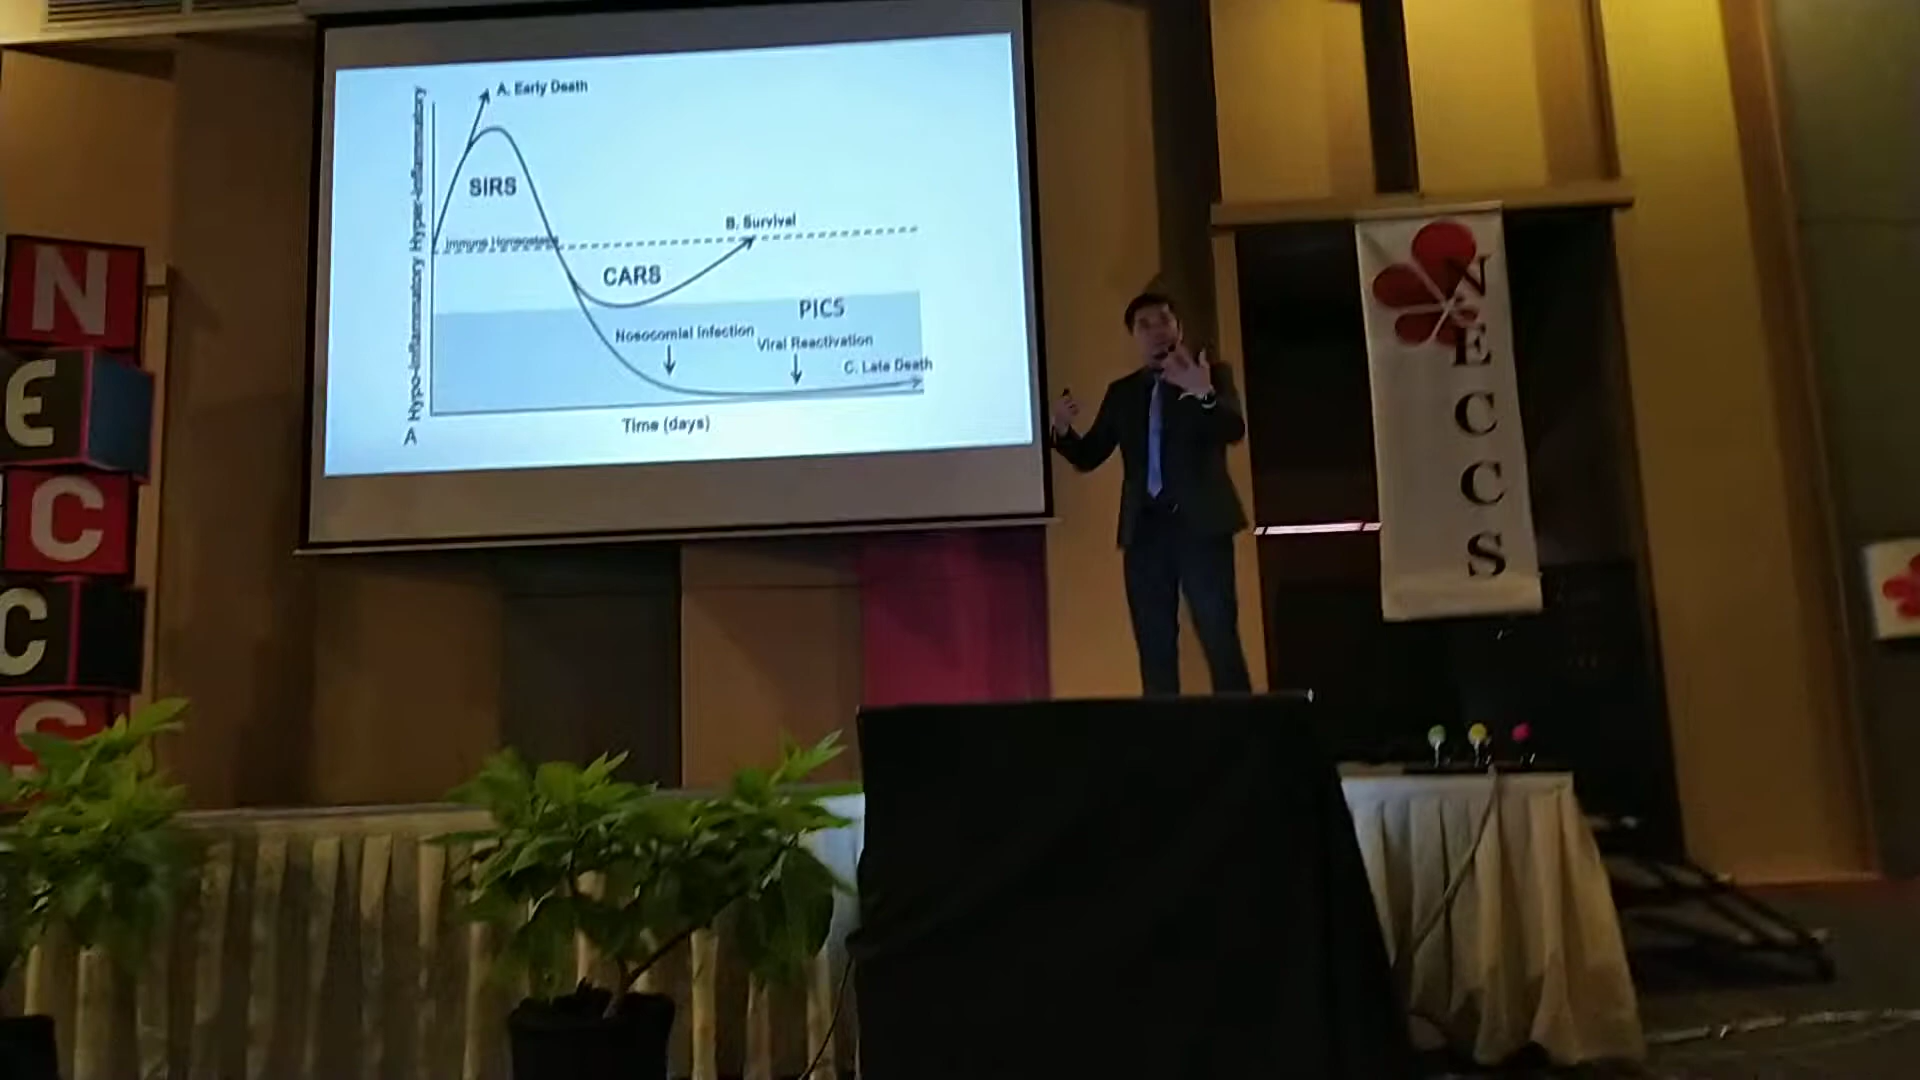 A. Early Death
Hypo-inflammatory Hyper-inflammatory
SIRS
Immune Homeostasis
B. Survival
CARS
PICS
Nosocomial Infection
Viral Reactivation
C. Late Death
Time (days)
A
N
E
C
C
S
N
E
C
C
S